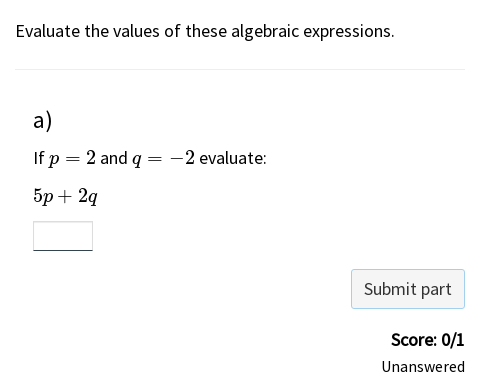 Evaluate the values of these algebraic expressions.
a)
If p = 2 and q = −2 evaluate:
5p + 2q
Submit part
Score: 0/1
Unanswered